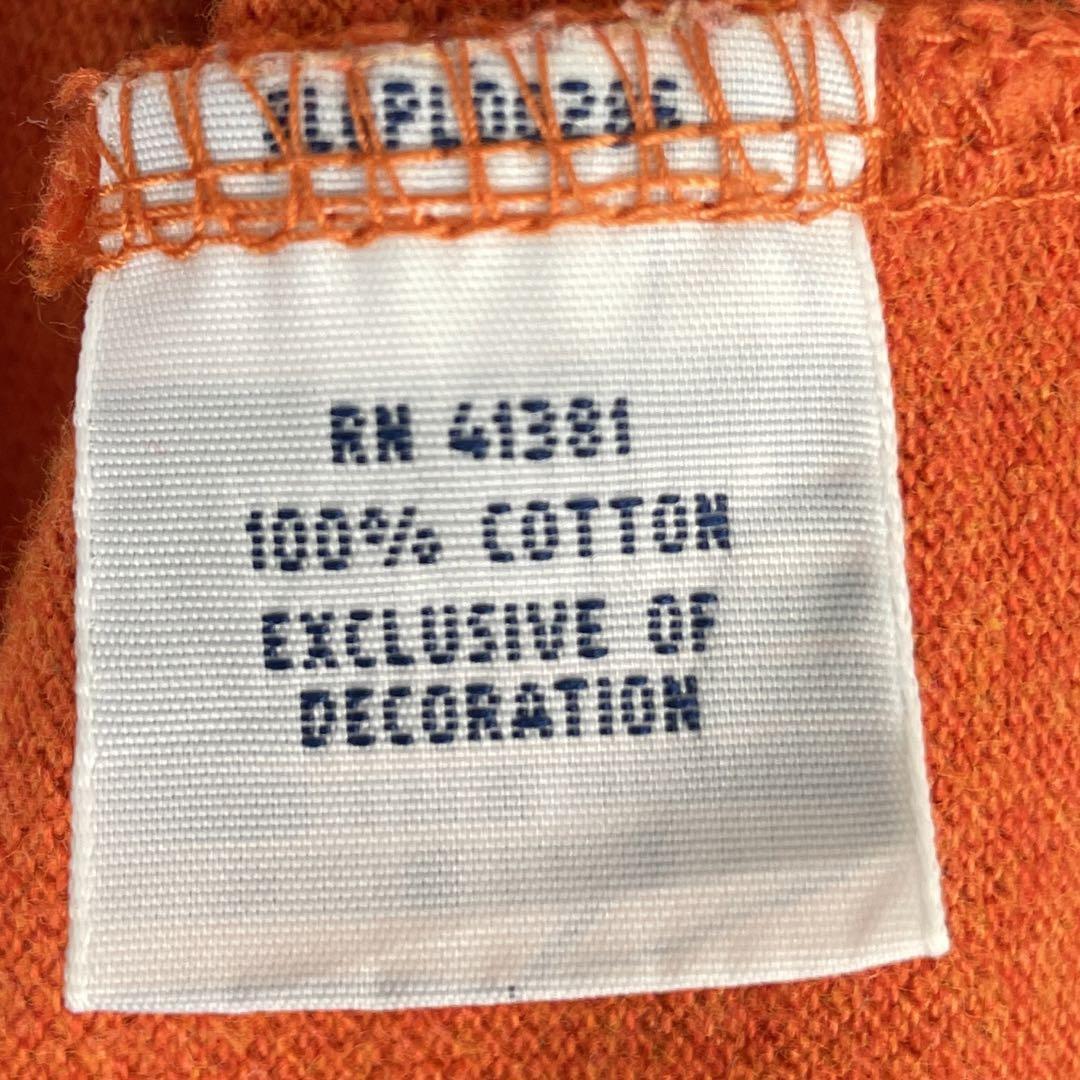 RN 41381
100% COTTON
EXCLUSIVE OF
DECORATION